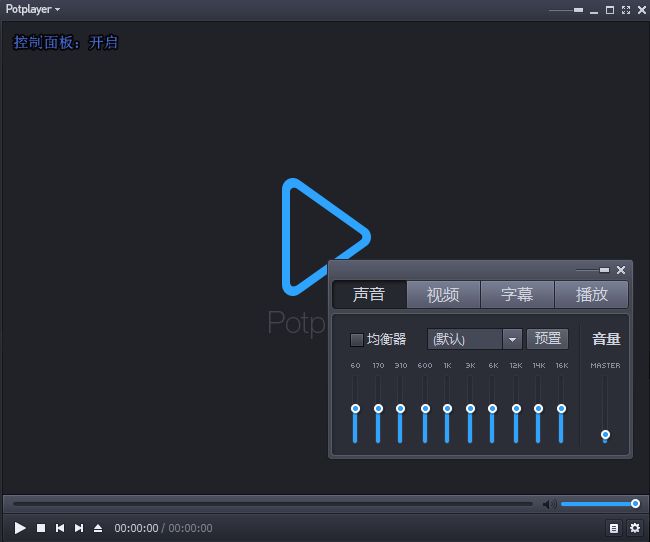 Potplayer
控制面板：开启
Potp
声音 视频 字幕 播放
均衡器 (默认) 预置 音量
60 170 310 600 1K 3K 6K 12K 14K 16K MASTER
00:00:00 / 00:00:00